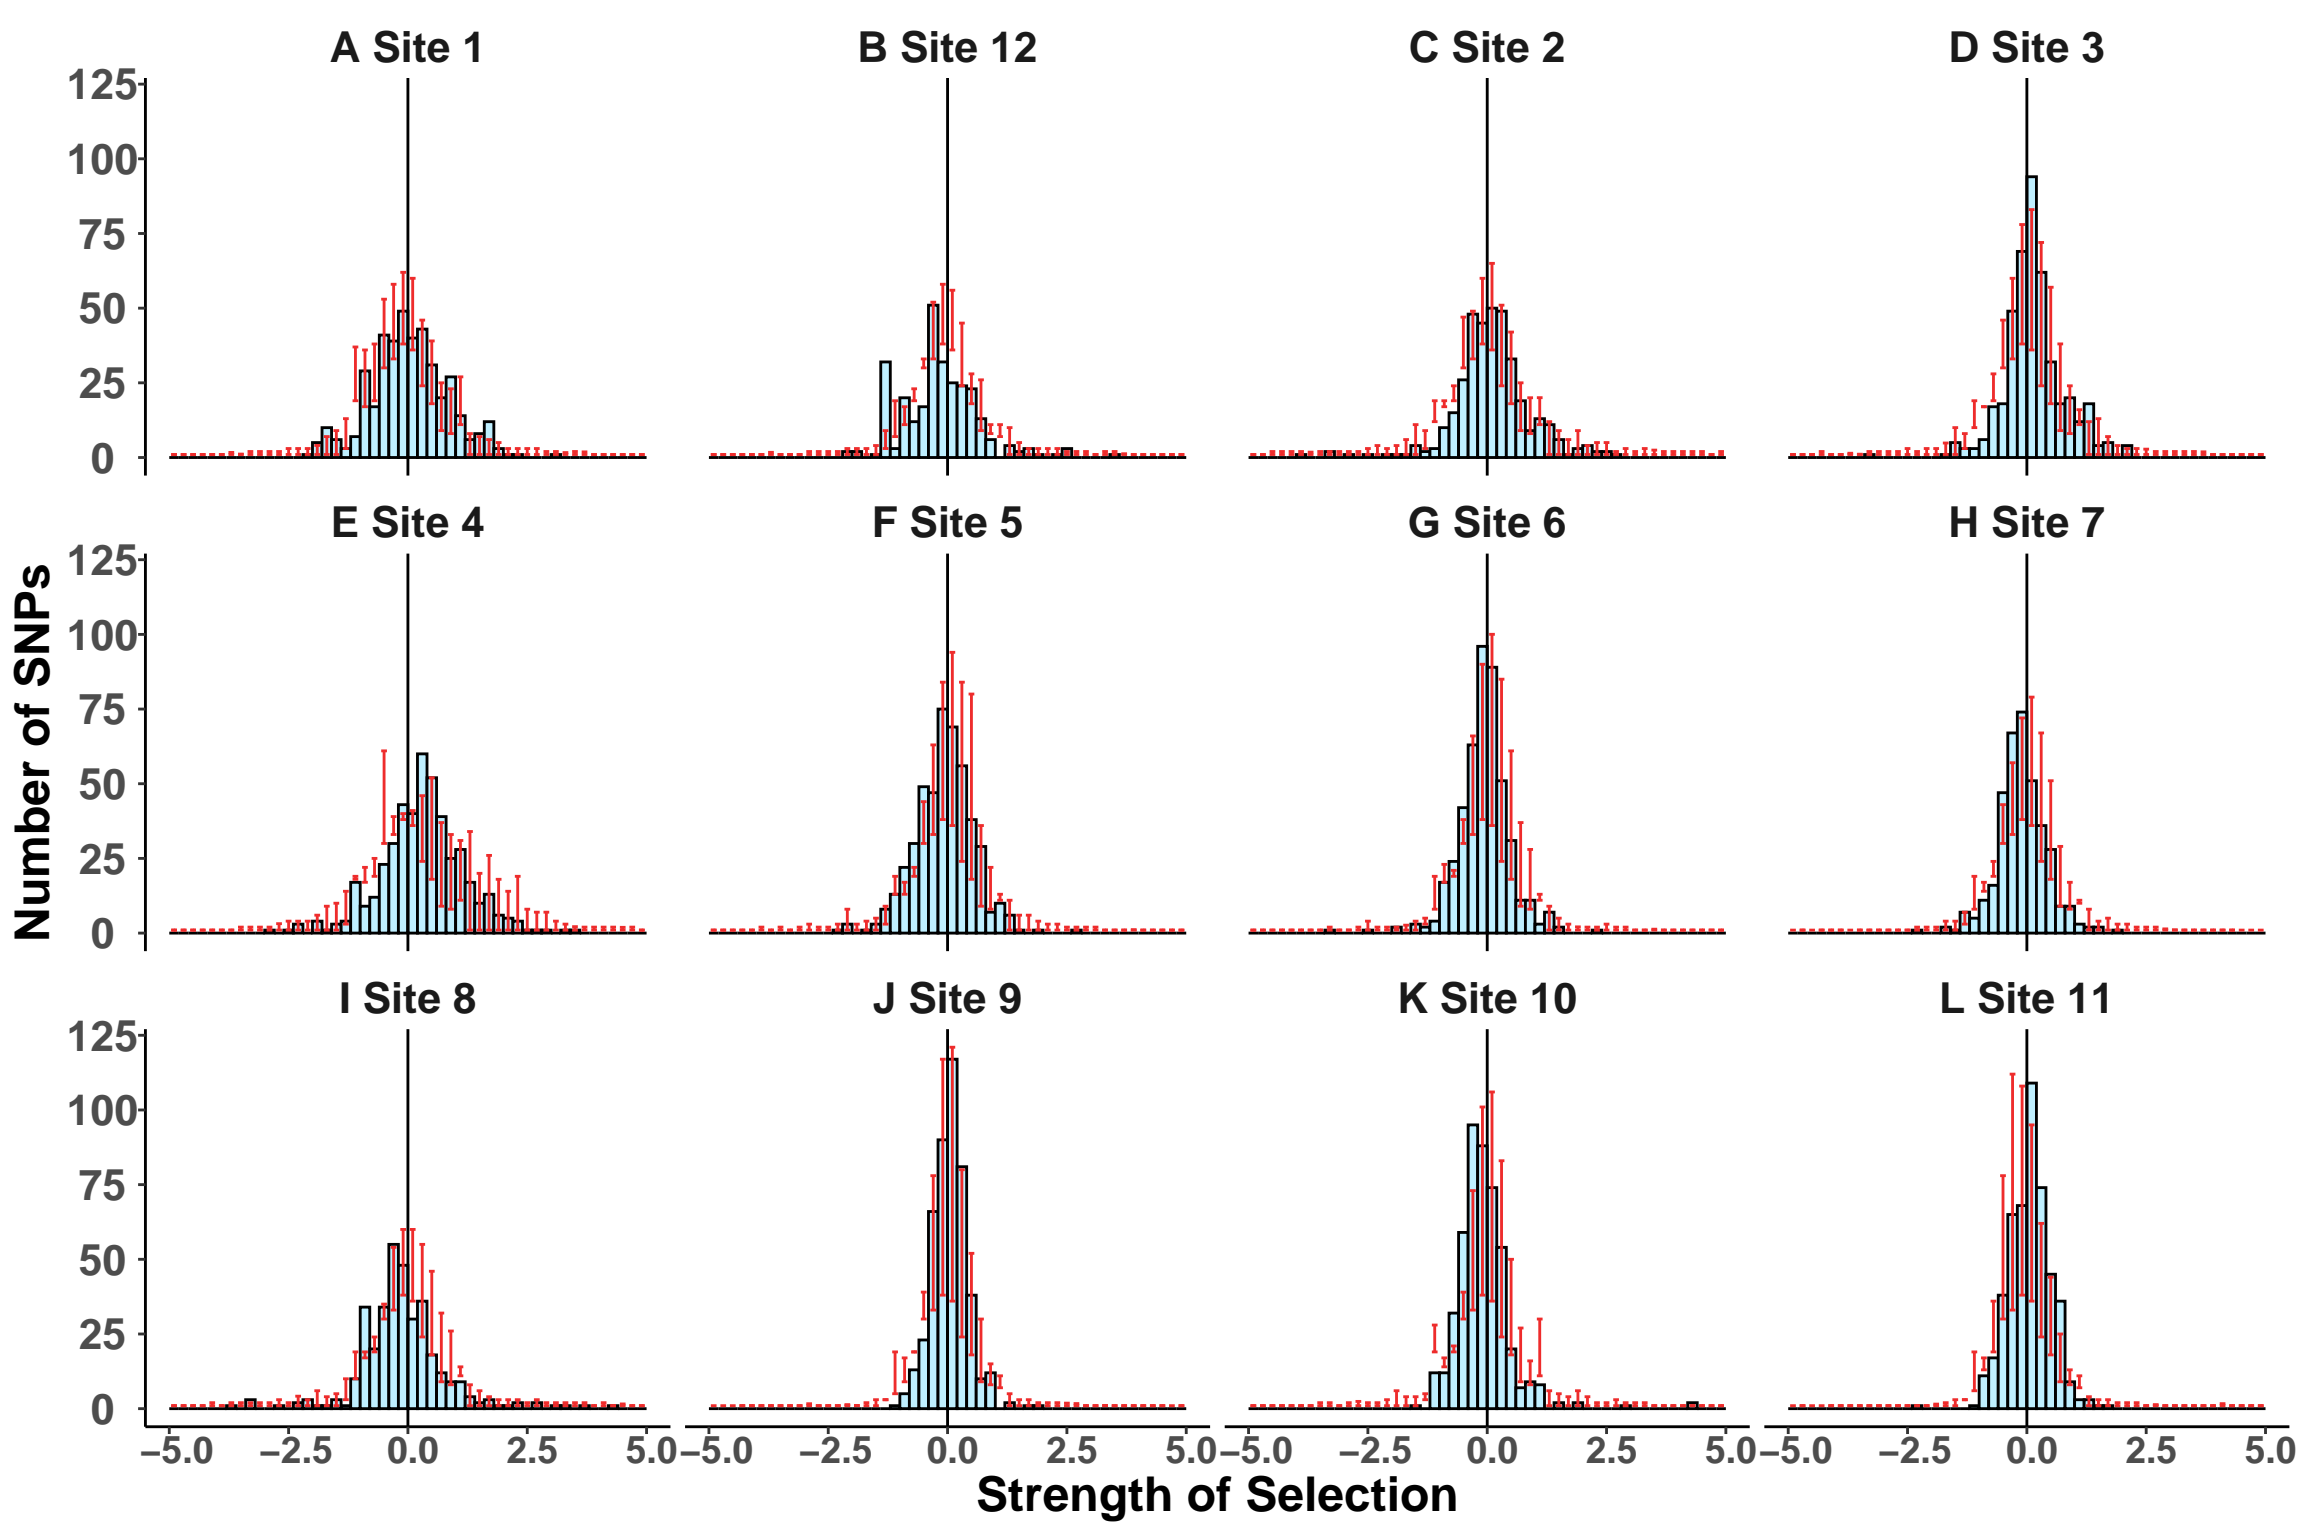 A Site 1
B Site 12
C Site 2
D Site 3
125
100
75
50
25
0
E Site 4
F Site 5
G Site 6
H Site 7
125
100
75
50
25
0
Number of SNPs
I Site 8
J Site 9
K Site 10
L Site 11
125
100
75
50
25
0
−5.0 −2.5 0.0 2.5 5.0 −5.0 −2.5 0.0 2.5 5.0 −5.0 −2.5 0.0 2.5 5.0 −5.0 −2.5 0.0 2.5 5.0
Strength of Selection